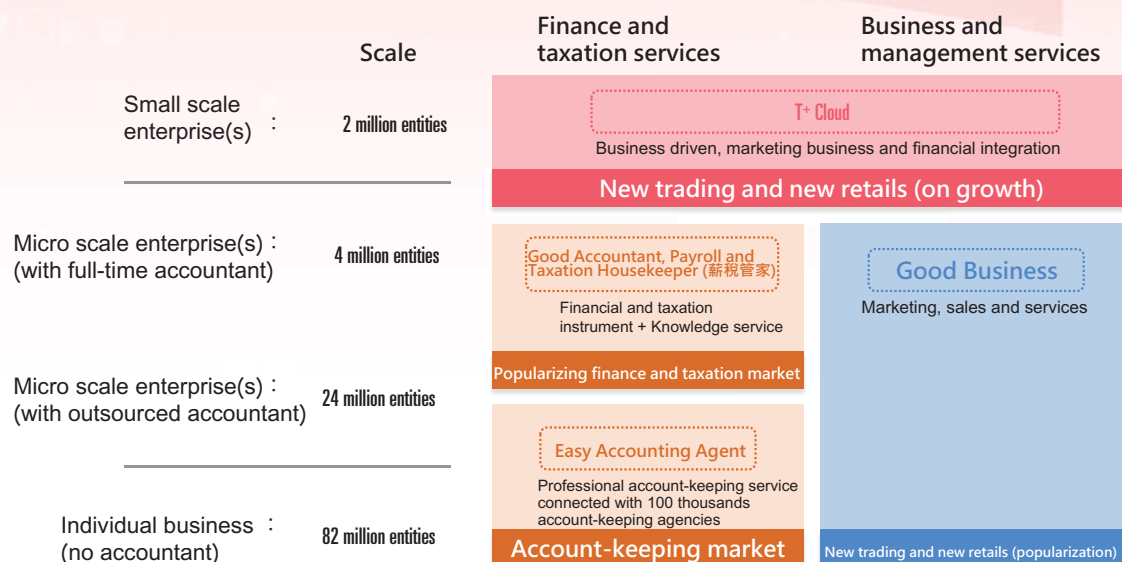 Scale
Finance and
taxation services
Business and
management services
Small scale
enterprise(s) ：
2 million entities
T+ Cloud
Business driven, marketing business and financial integration
New trading and new retails (on growth)
Micro scale enterprise(s)：
(with full-time accountant)
4 million entities
Good Accountant, Payroll and
Taxation Housekeeper (薪稅管家)
Financial and taxation
instrument + Knowledge service
Popularizing finance and taxation market
Good Business
Marketing, sales and services
Micro scale enterprise(s)：
(with outsourced accountant)
24 million entities
Easy Accounting Agent
Professional account-keeping service
connected with 100 thousands
account-keeping agencies
Individual business ：
(no accountant)
82 million entities
Account-keeping market
New trading and new retails (popularization)